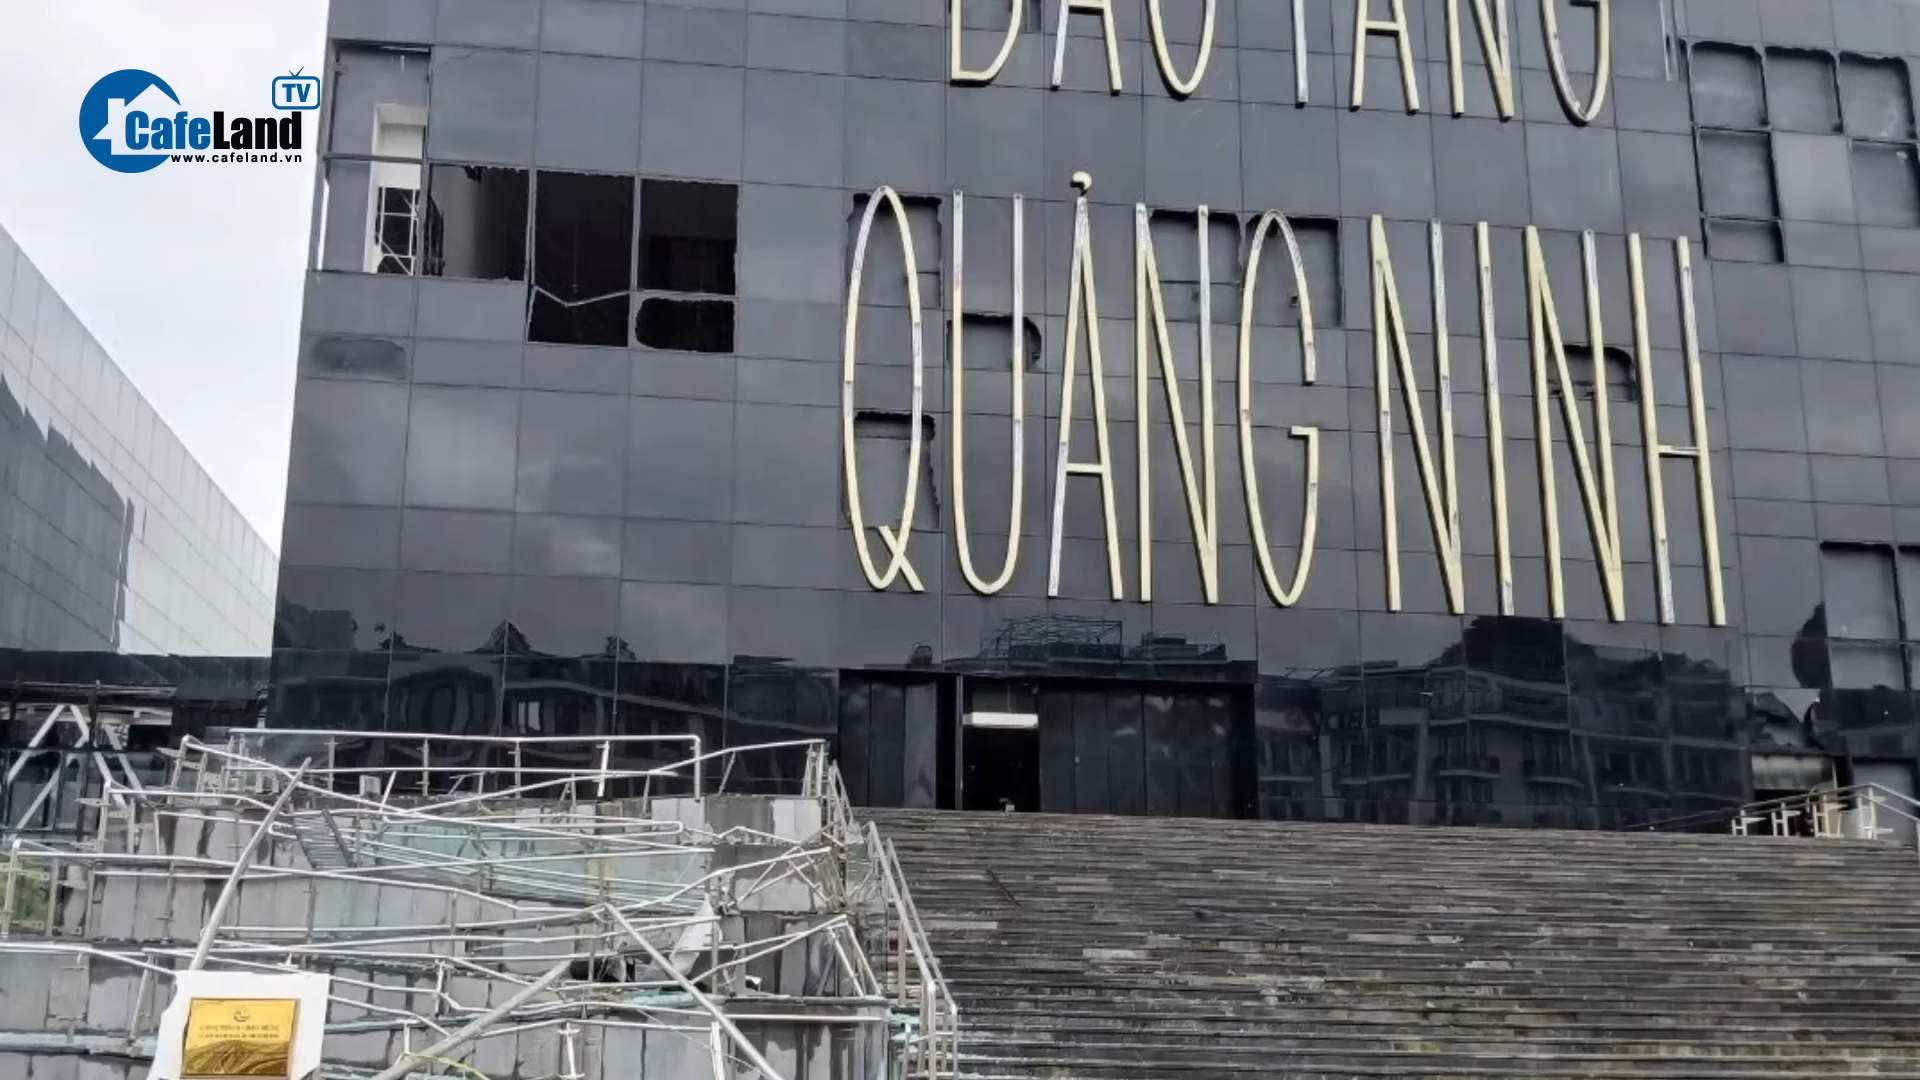 TV
CafeLand
www.cafeland.vn
BẢO TÀNG
QUẢNG NINH